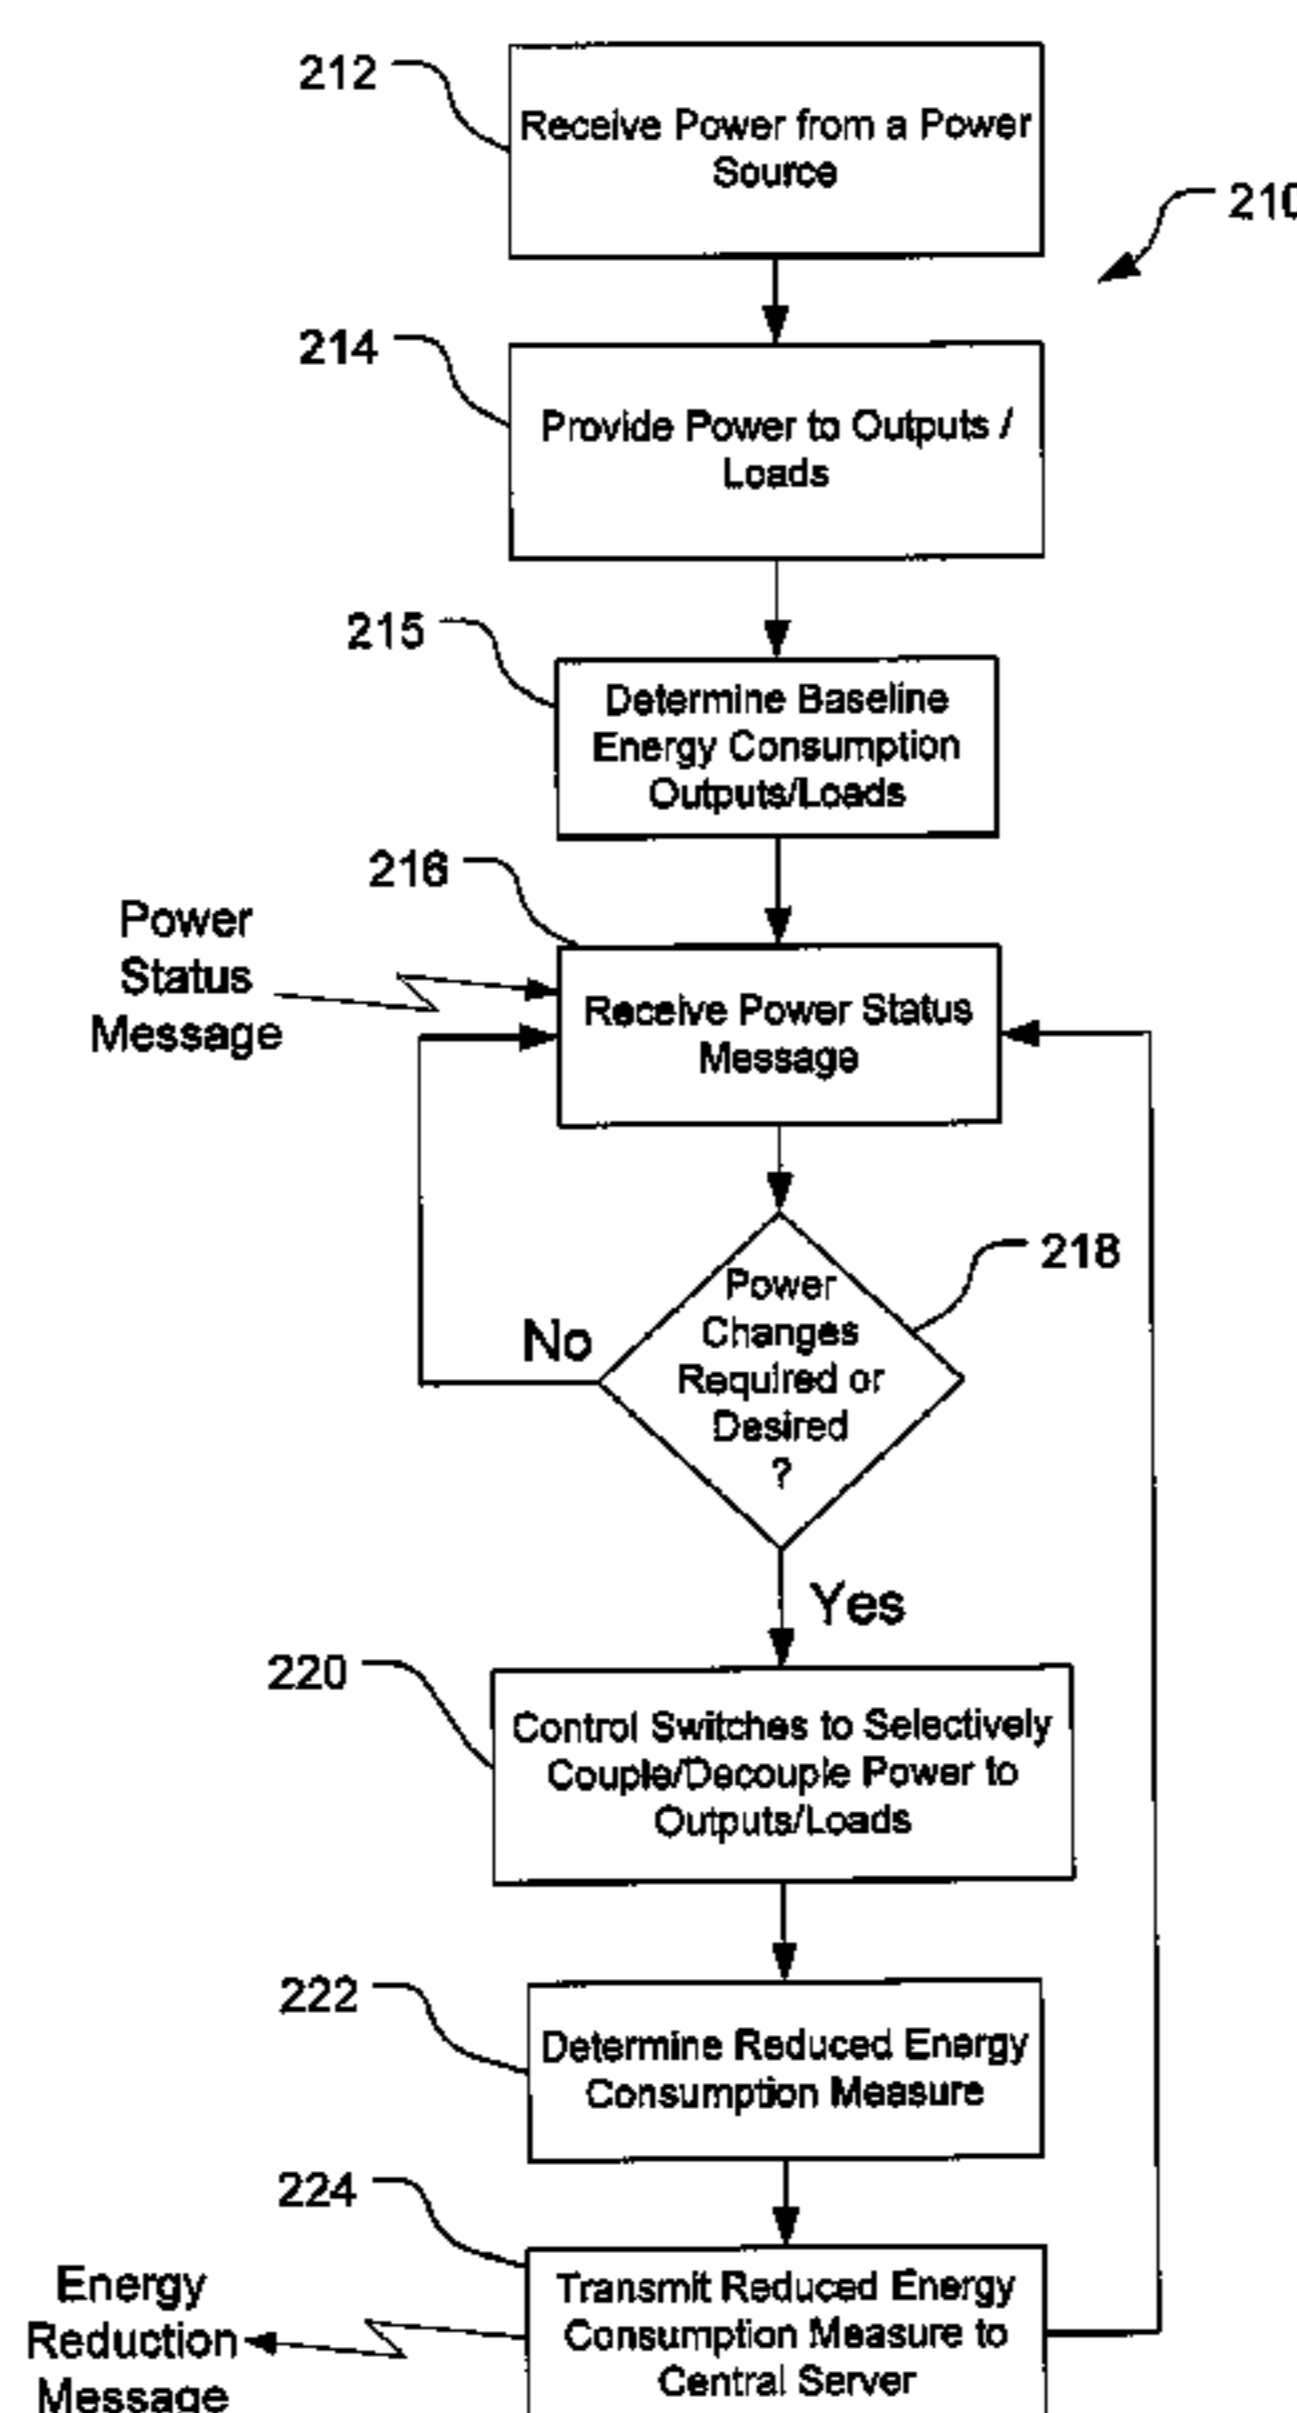 212
Receive Power from a Power
Source
210
214
Provide Power to Outputs /
Loads
215
Determine Baseline
Energy Consumption
Outputs/Loads
216
Power
Status
Message
Receive Power Status
Message
218
Power
Changes
Required or
Desired
?
No
Yes
220
Control Switches to Selectively
Couple/Decouple Power to
Outputs/Loads
222
Determine Reduced Energy
Consumption Measure
224
Transmit Reduced Energy
Consumption Measure to
Central Server
Energy
Reduction
Message